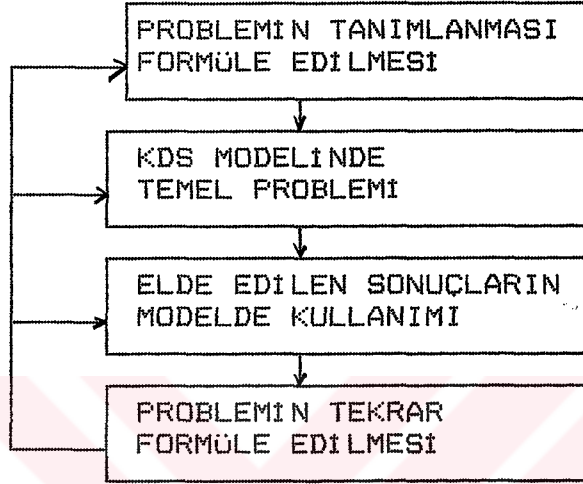 PROBLEMİN TANIMLANMASI
FORMÜLE EDİLMESİ
KDS MODELİNDE
TEMEL PROBLEMİ
ELDE EDİLEN SONUÇLARIN
MODELDE KULLANIMI
PROBLEMİN TEKRAR
FORMÜLE EDİLMESİ